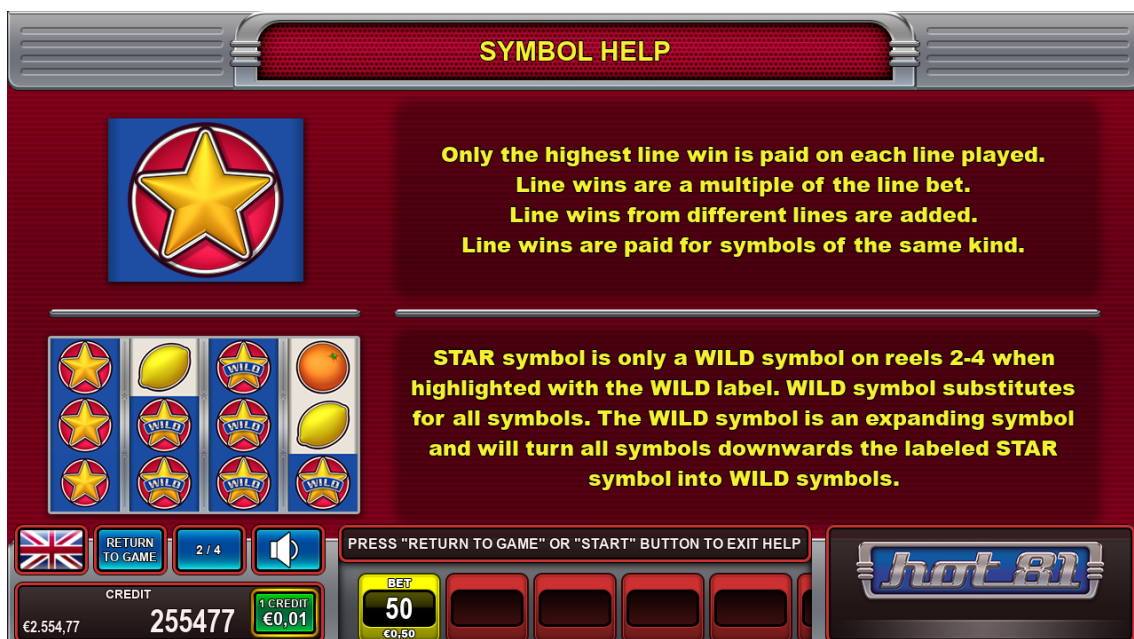 SYMBOL HELP
Only the highest line win is paid on each line played.
Line wins are a multiple of the line bet.
Line wins from different lines are added.
Line wins are paid for symbols of the same kind.
WILD
WILD WILD
WILD WILD WILD
STAR symbol is only a WILD symbol on reels 2-4 when
highlighted with the WILD label. WILD symbol substitutes
for all symbols. The WILD symbol is an expanding symbol
and will turn all symbols downwards the labeled STAR
symbol into WILD symbols.
RETURN
TO GAME
2 / 4
PRESS "RETURN TO GAME" OR "START" BUTTON TO EXIT HELP
CREDIT
€2.554,77
255477
1 CREDIT
€0,01
BET
50
€0,50
hot 81